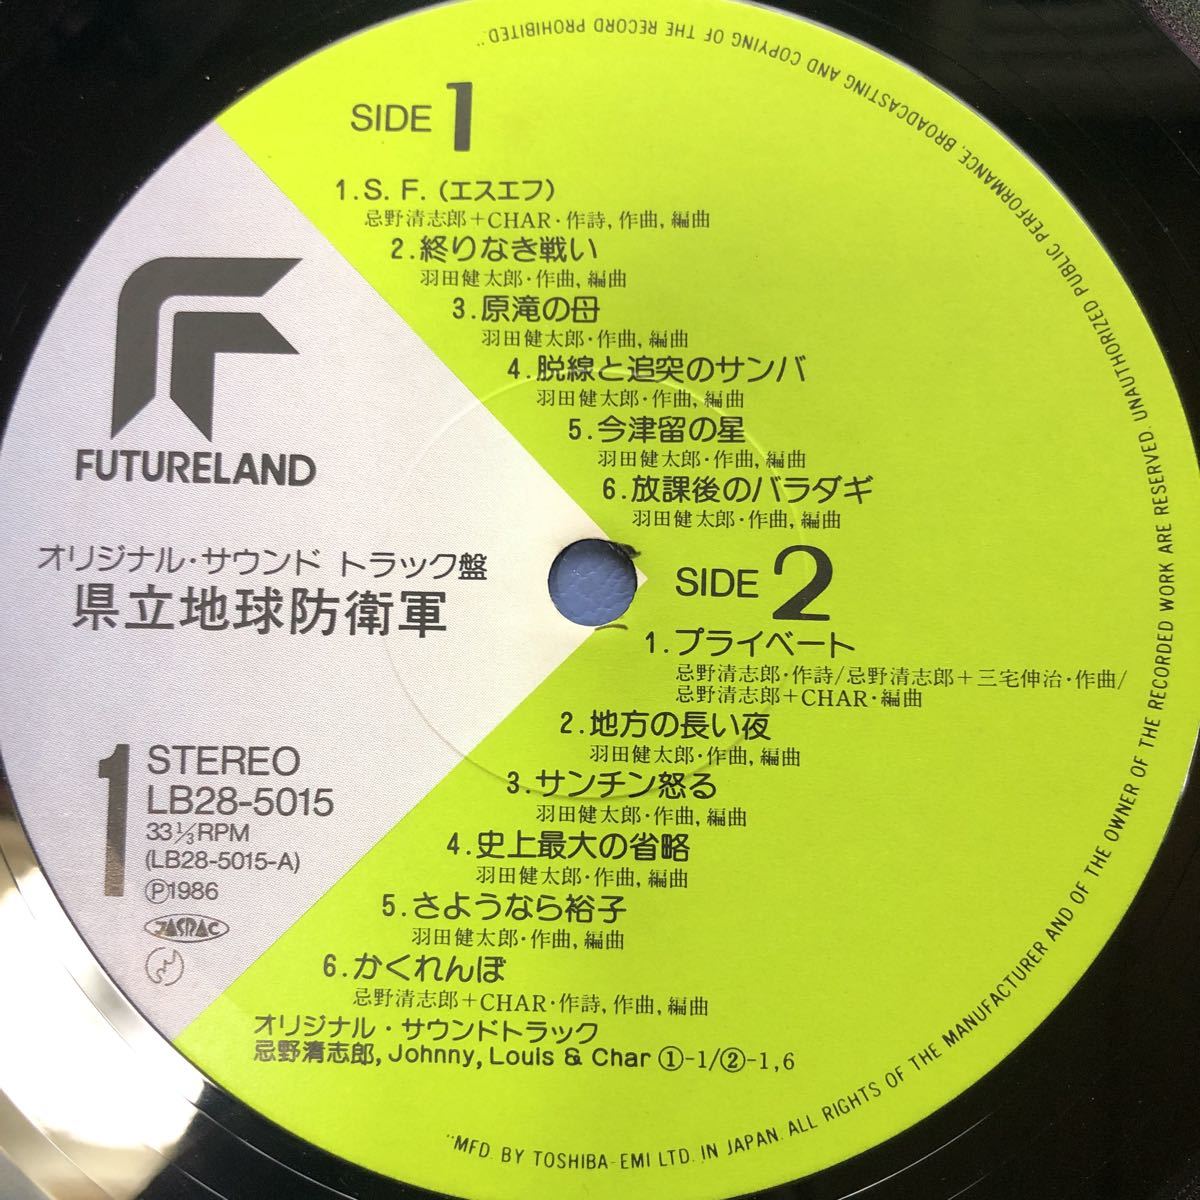 SIDE 1
1.S. F. (エスエフ)
忌野清志郎+CHAR・作詩,作曲,編曲
2.終りなき戦い
羽田健太郎・作曲,編曲
3.原滝の母
羽田健太郎・作曲,編曲
4.脱線と追突のサンバ
羽田健太郎・作曲,編曲
5.今津留の星
羽田健太郎・作曲,編曲
6.放課後のバラダギ
羽田健太郎・作曲,編曲
SIDE 2
1.プライベート
忌野清志郎・作詩/忌野清志郎+三宅伸治・作曲/
忌野清志郎+CHAR・編曲
2.地方の長い夜
羽田健太郎・作曲,編曲
3.サンチン怒る
羽田健太郎・作曲,編曲
4.史上最大の省略
羽田健太郎・作曲,編曲
5.さようなら裕子
羽田健太郎・作曲,編曲
6.かくれんぼ
忌野清志郎+CHAR・作詩,作曲,編曲
オリジナル・サウンドトラック
忌野清志郎, Johnny, Louis & Char ①-1/②-1,6
FUTURELAND
オリジナル・サウンド トラック盤
県立地球防衛軍
1
STEREO
LB28-5015
33⅓RPM
(LB28-5015-A)
Ⓟ1986
JASRAC
"MFD. BY TOSHIBA-EMI LTD. IN JAPAN. ALL RIGHTS OF THE MANUFACTURER AND OF THE OWNER OF THE RECORDED WORK ARE RESERVED. UNAUTHORIZED PUBLIC PERFORMANCE, BROADCASTING AND COPYING OF THE RECORD PROHIBITED."